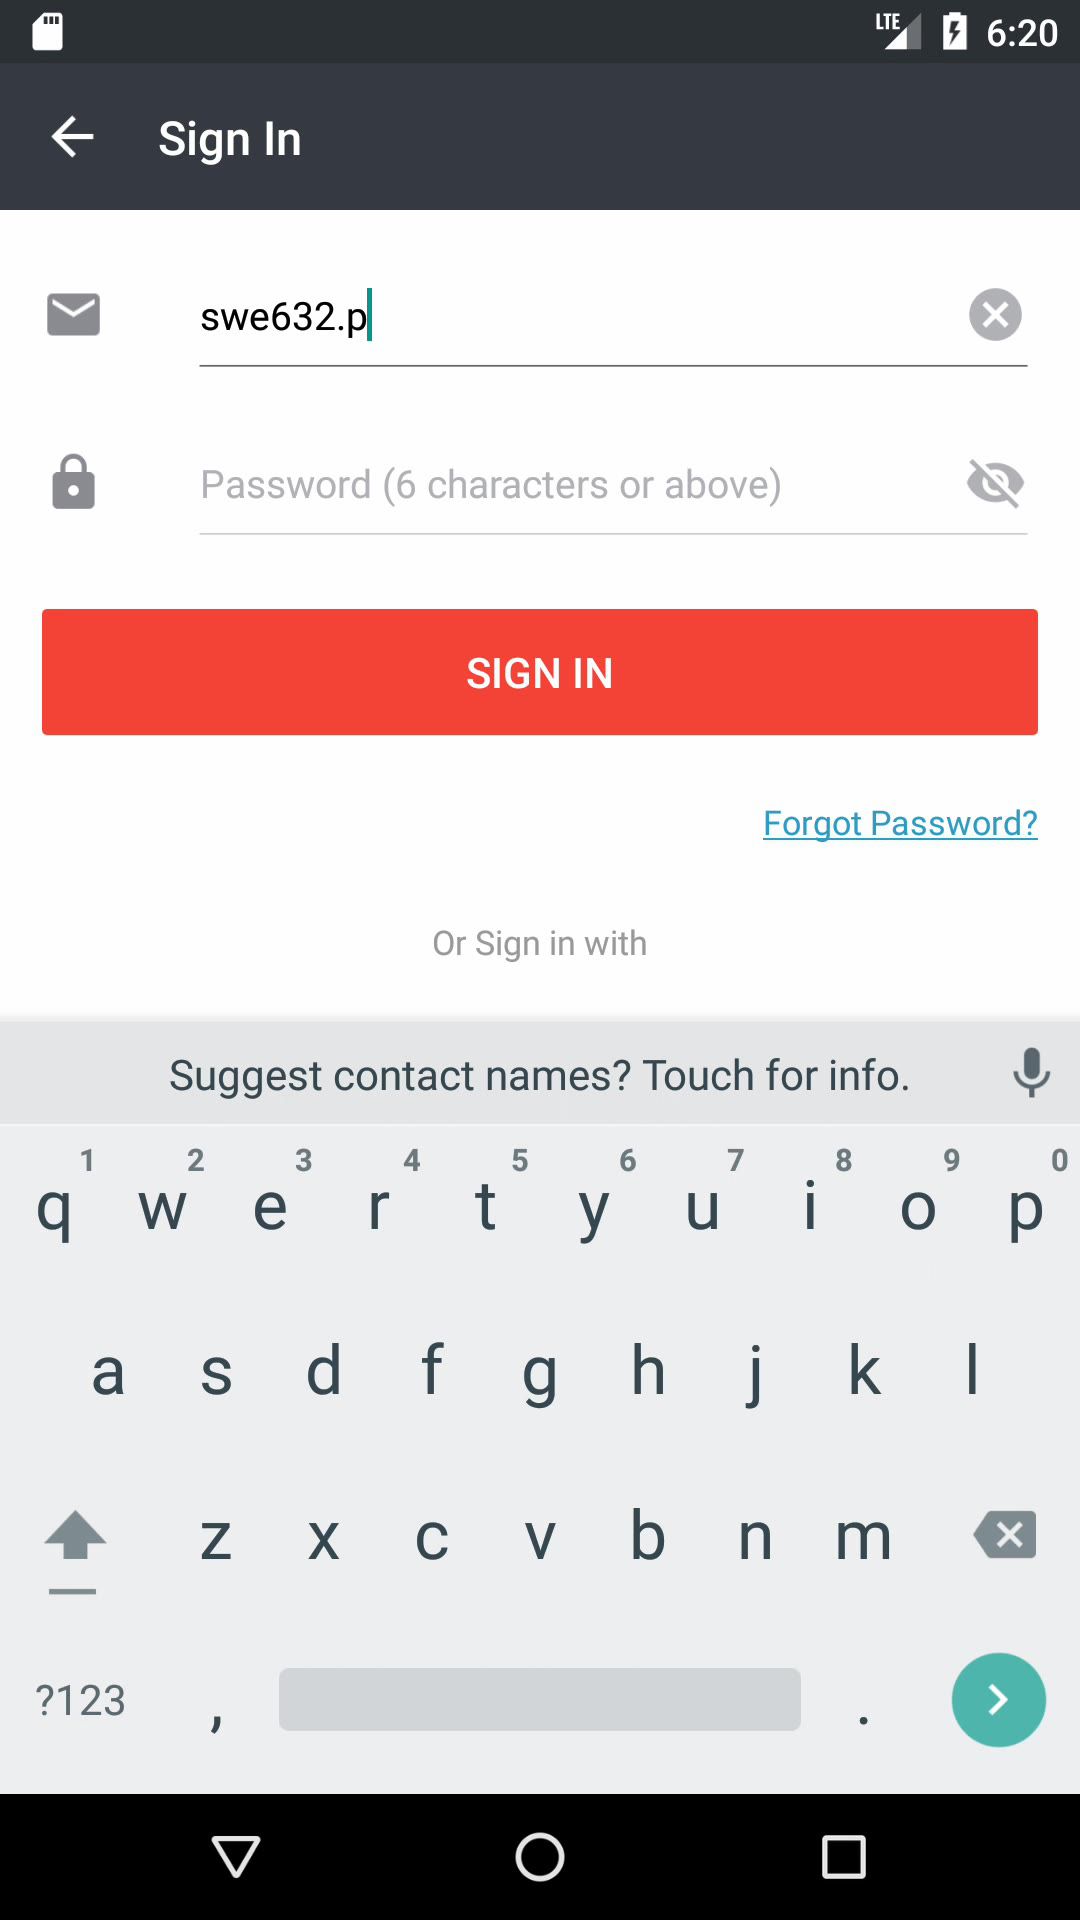 LTE 6:20
Sign In
swe632.p
Password (6 characters or above)
SIGN IN
Forgot Password?
Or Sign in with
Suggest contact names? Touch for info.
1 2 3 4 5 6 7 8 9 0
q w e r t y u i o p
a s d f g h j k l
z x c v b n m
?123 , .